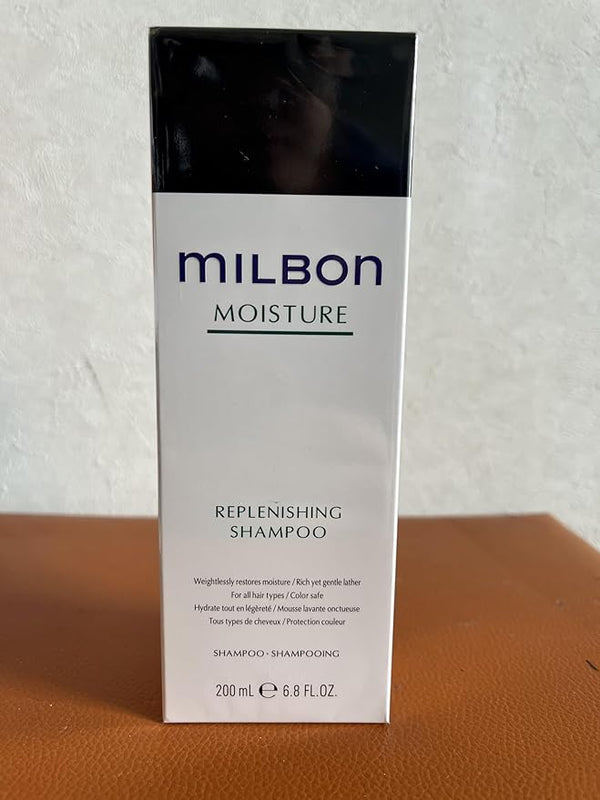 MILBON
MOISTURE
REPLENISHING
SHAMPOO
Weightlessly restores moisture / Rich yet gentle lather
For all hair types / Color safe
Hydrate tout en légèreté / Mousse lavante onctueuse
Tous types de cheveux / Protection couleur
SHAMPOO · SHAMPOOING
200 mL ℮ 6.8 FL.OZ.